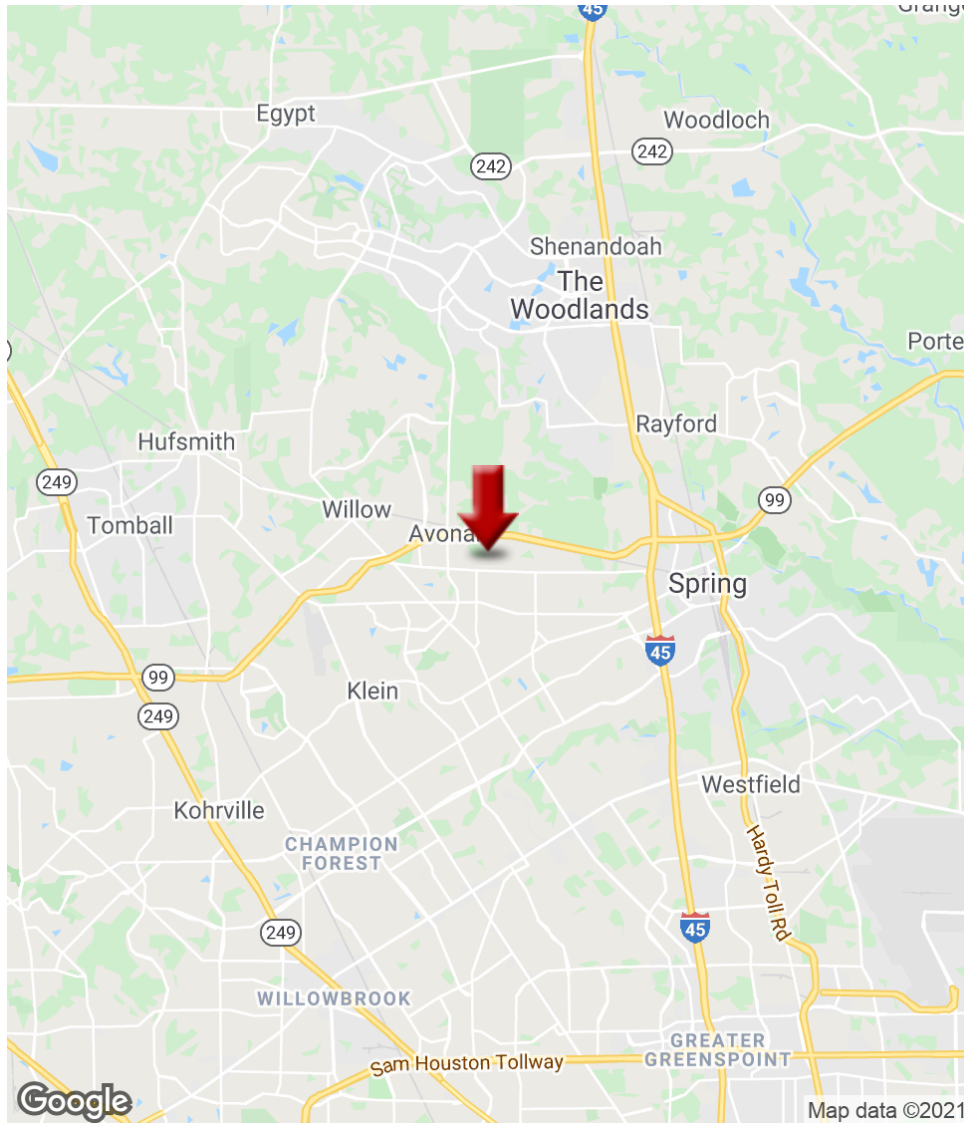 45
Grang
Egypt
Woodloch
242
242
Shenandoah
The
Woodlands
Porte
Rayford
Hufsmith
249
99
Willow
Tomball
Avona
Spring
45
99
Klein
249
Westfield
Kohrville
CHAMPION
FOREST
Hardy Toll Rd
45
249
WILLOWBROOK
GREATER
GREENSPOINT
Sam Houston Tollway
Google
Map data ©2021